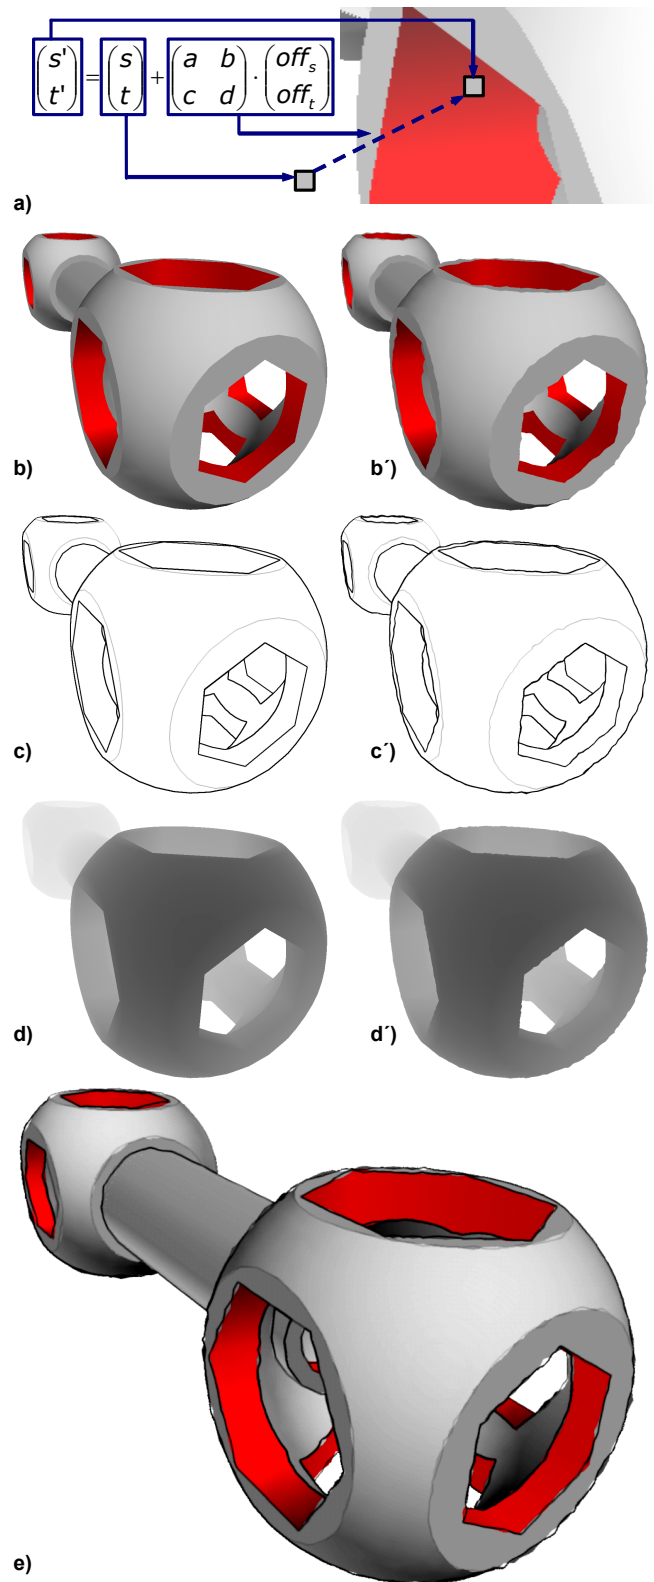 (s') = (s) + (a b) · (off_s)
(t') (t) (c d) (off_t)
a)
b) b´)
c) c´)
d) d´)
e)